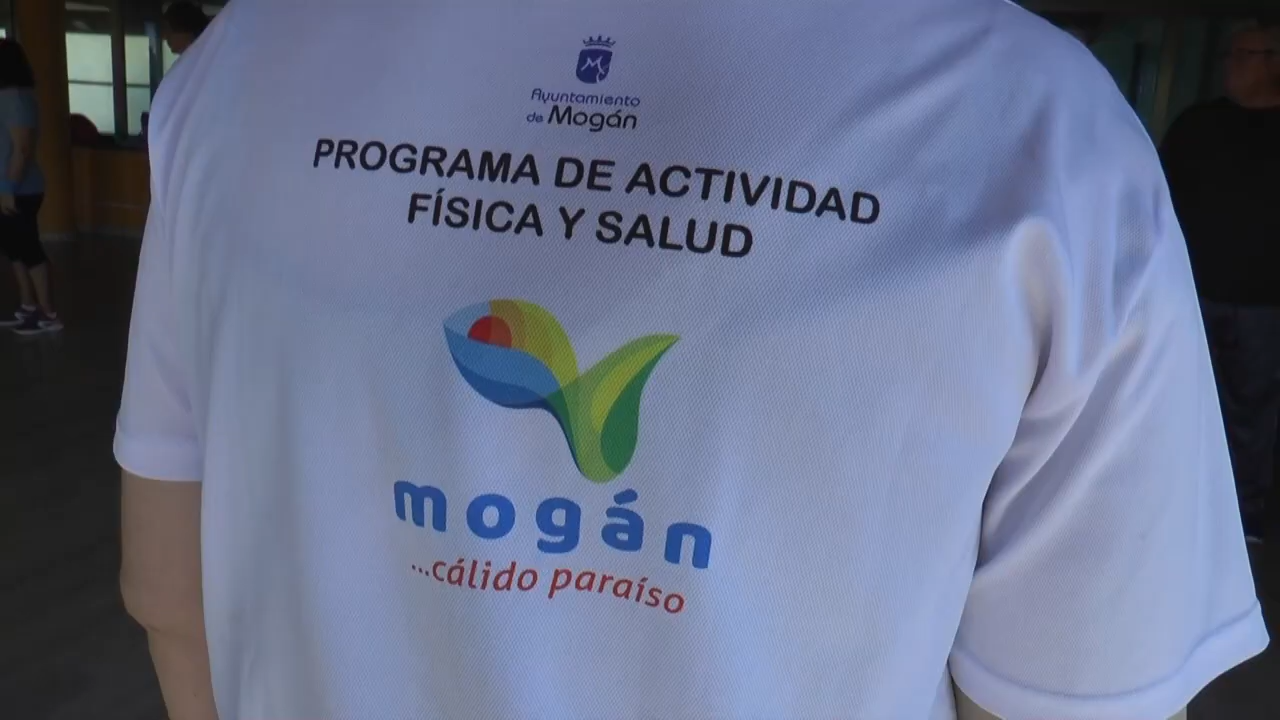 Ayuntamiento
de Mogán
PROGRAMA DE ACTIVIDAD
FÍSICA Y SALUD
mogán
...cálido paraíso